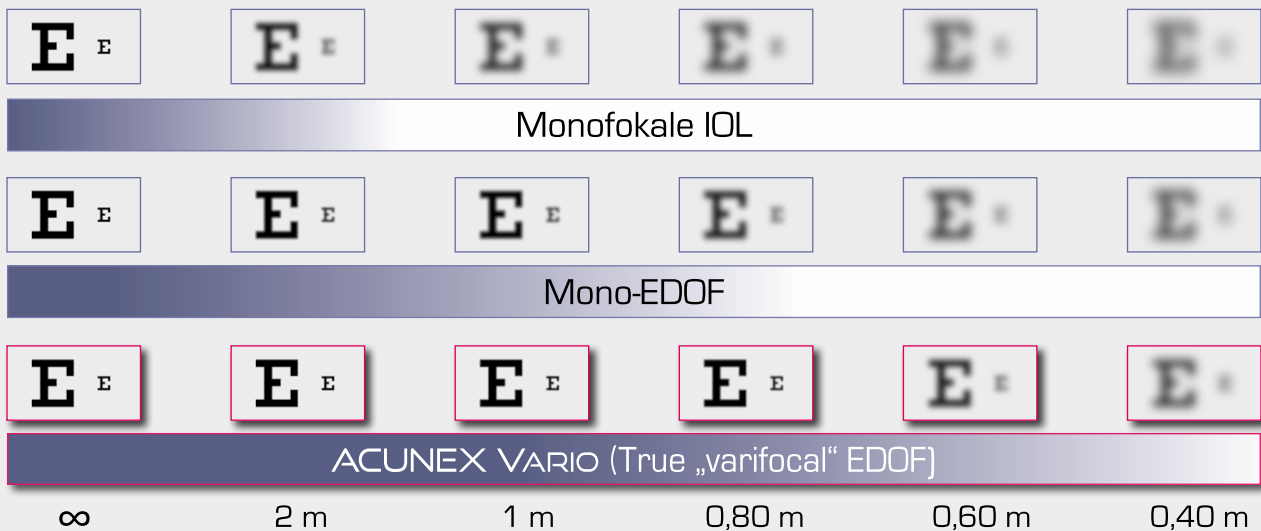 E E E E E E E E E E E E
Monofokale IOL
E E E E E E E E E E E E
Mono-EDOF
E E E E E E E E E E E E
ACUNEX VARIO (True „varifocal“ EDOF)
∞ 2 m 1 m 0,80 m 0,60 m 0,40 m